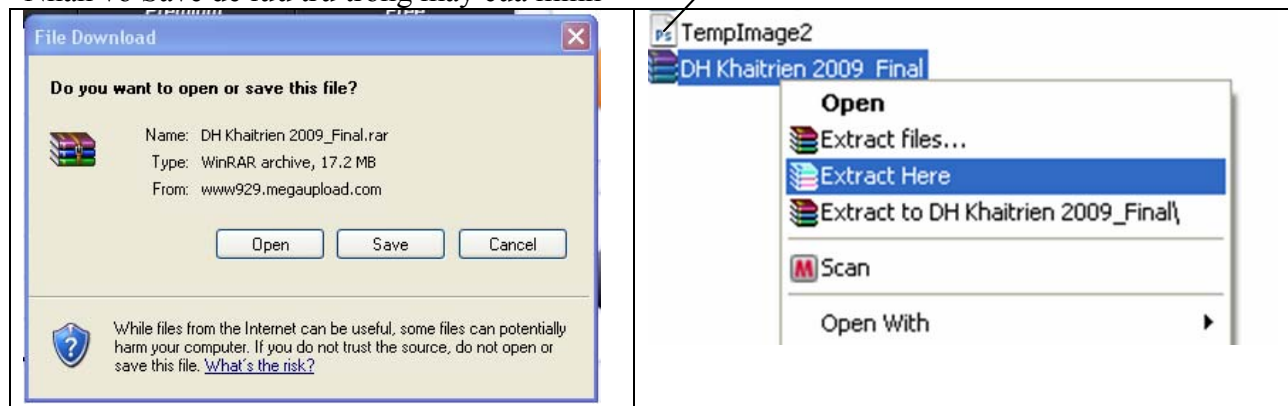 File Download
Do you want to open or save this file?
Name: DH Khaitrien 2009_Final.rar
Type: WinRAR archive, 17.2 MB
From: www929.megaupload.com
Open Save Cancel
While files from the Internet can be useful, some files can potentially
harm your computer. If you do not trust the source, do not open or
save this file. What's the risk?
TempImage2
DH Khaitrien 2009_Final
Open
Extract files...
Extract Here
Extract to DH Khaitrien 2009_Final\
Scan
Open With